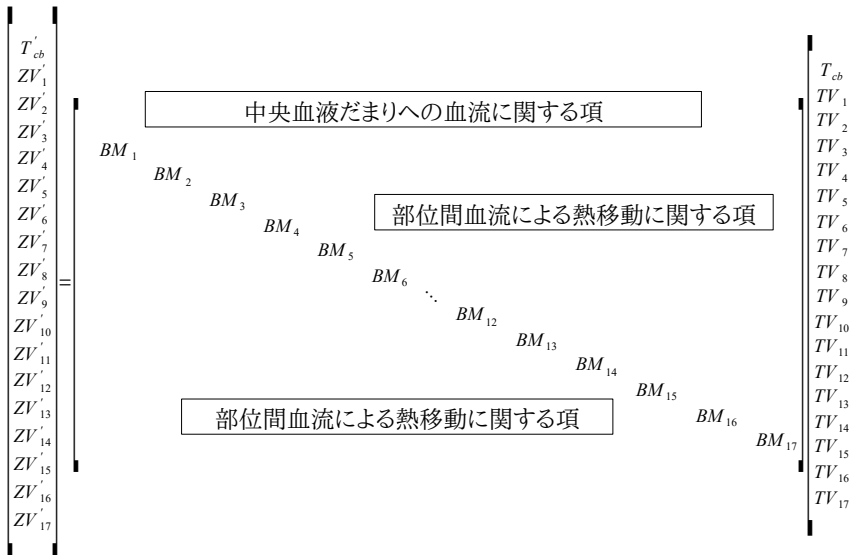 T'cb
ZV'1
ZV'2
ZV'3
ZV'4
ZV'5
ZV'6
ZV'7
ZV'8
ZV'9
ZV'10
ZV'11
ZV'12
ZV'13
ZV'14
ZV'15
ZV'16
ZV'17
=
中央血液だまりへの血流に関する項
BM1
BM2
BM3
部位間血流による熱移動に関する項
BM4
BM5
BM6
⋱
BM12
BM13
BM14
BM15
部位間血流による熱移動に関する項
BM16
BM17
Tcb
TV1
TV2
TV3
TV4
TV5
TV6
TV7
TV8
TV9
TV10
TV11
TV12
TV13
TV14
TV15
TV16
TV17